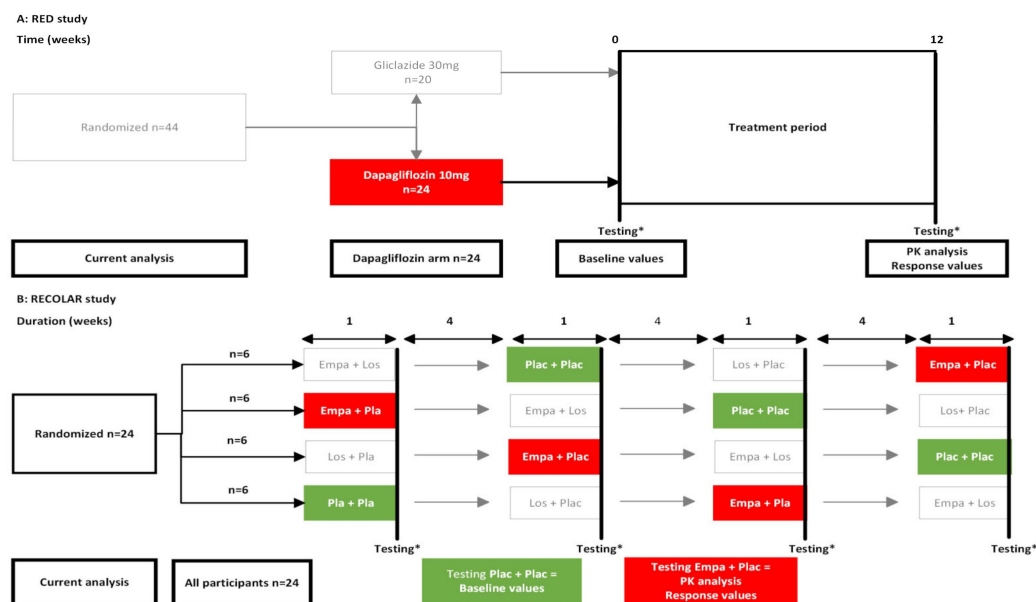 A: RED study
Time (weeks)
0
12
Gliclazide 30mg
n=20
Randomized n=44
Treatment period
Dapagliflozin 10mg
n=24
Testing*
Testing*
Current analysis
Dapagliflozin arm n=24
Baseline values
PK analysis
Response values
B: RECOLAR study
Duration (weeks)
1
4
1
4
1
4
1
n=6
Empa + Los
Plac + Plac
Los + Plac
Empa + Plac
n=6
Empa + Pla
Empa + Los
Plac + Plac
Los+ Plac
Randomized n=24
n=6
Los + Pla
Empa + Plac
Empa + Los
Plac + Plac
n=6
Pla + Pla
Los + Plac
Empa + Pla
Empa + Los
Testing*
Testing*
Testing*
Testing*
Current analysis
All participants n=24
Testing Plac + Plac =
Baseline values
Testing Empa + Plac =
PK analysis
Response values